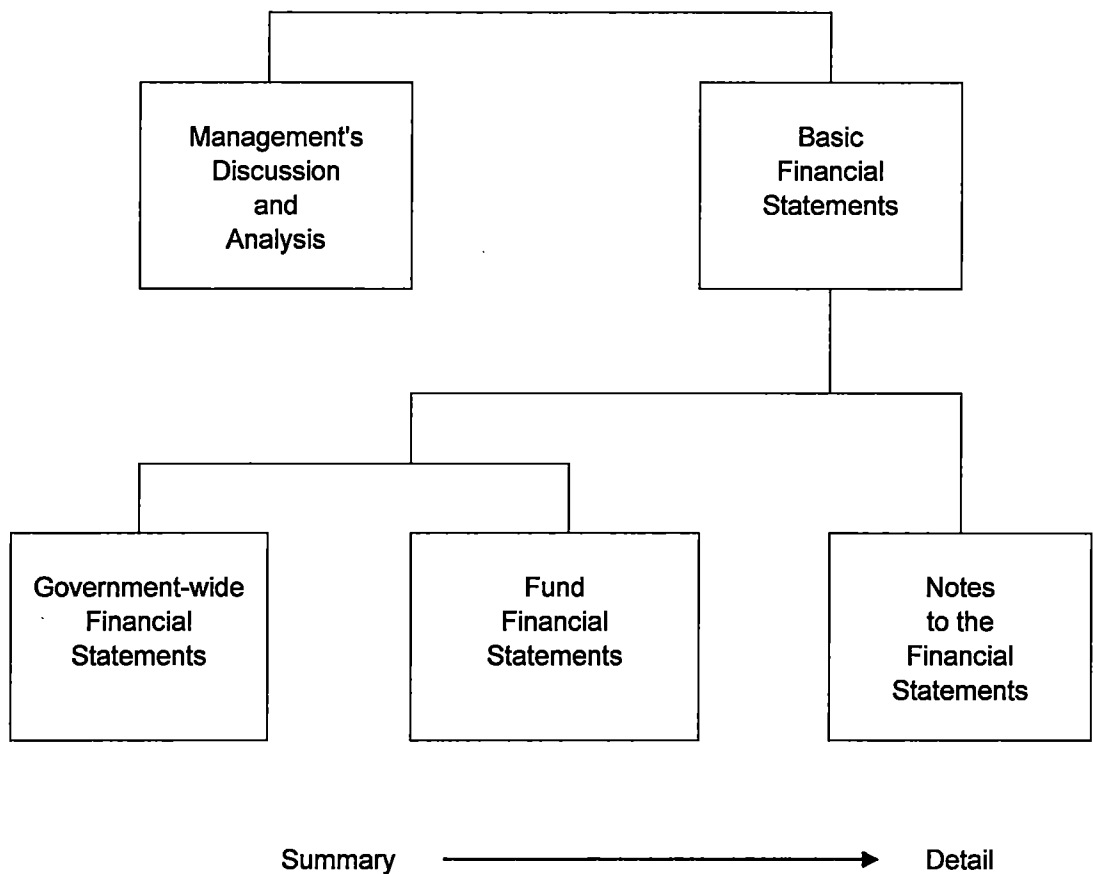 Management's
Discussion
and
Analysis
Basic
Financial
Statements
Government-wide
Financial
Statements
Fund
Financial
Statements
Notes
to the
Financial
Statements
Summary
Detail